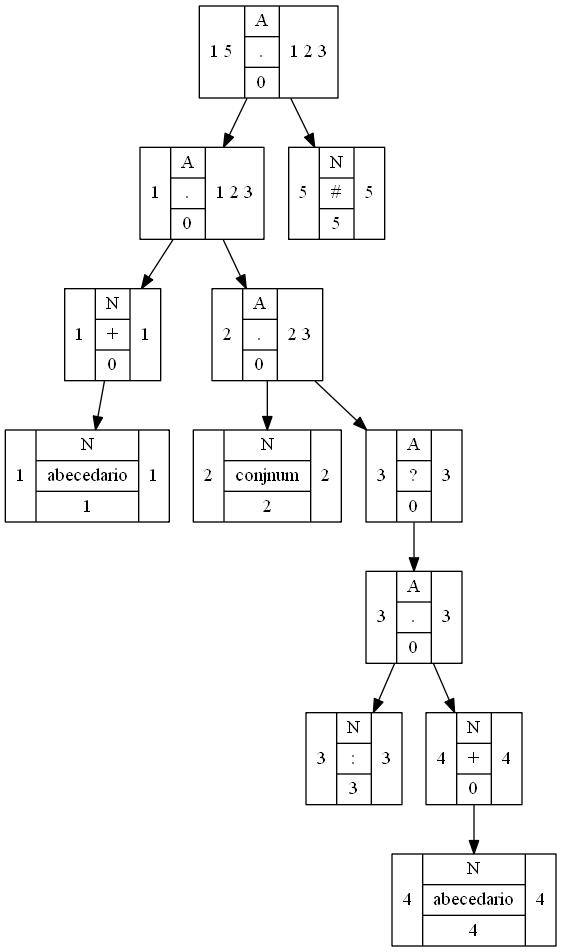 A
1 5 . 1 2 3
0
A
1 . 1 2 3
0
N
5 # 5
5
N
1 + 1
0
A
2 . 2 3
0
N
1 abecedario 1
1
N
2 conjnum 2
2
A
3 ? 3
0
A
3 . 3
0
N
3 : 3
3
N
4 + 4
0
N
4 abecedario 4
4